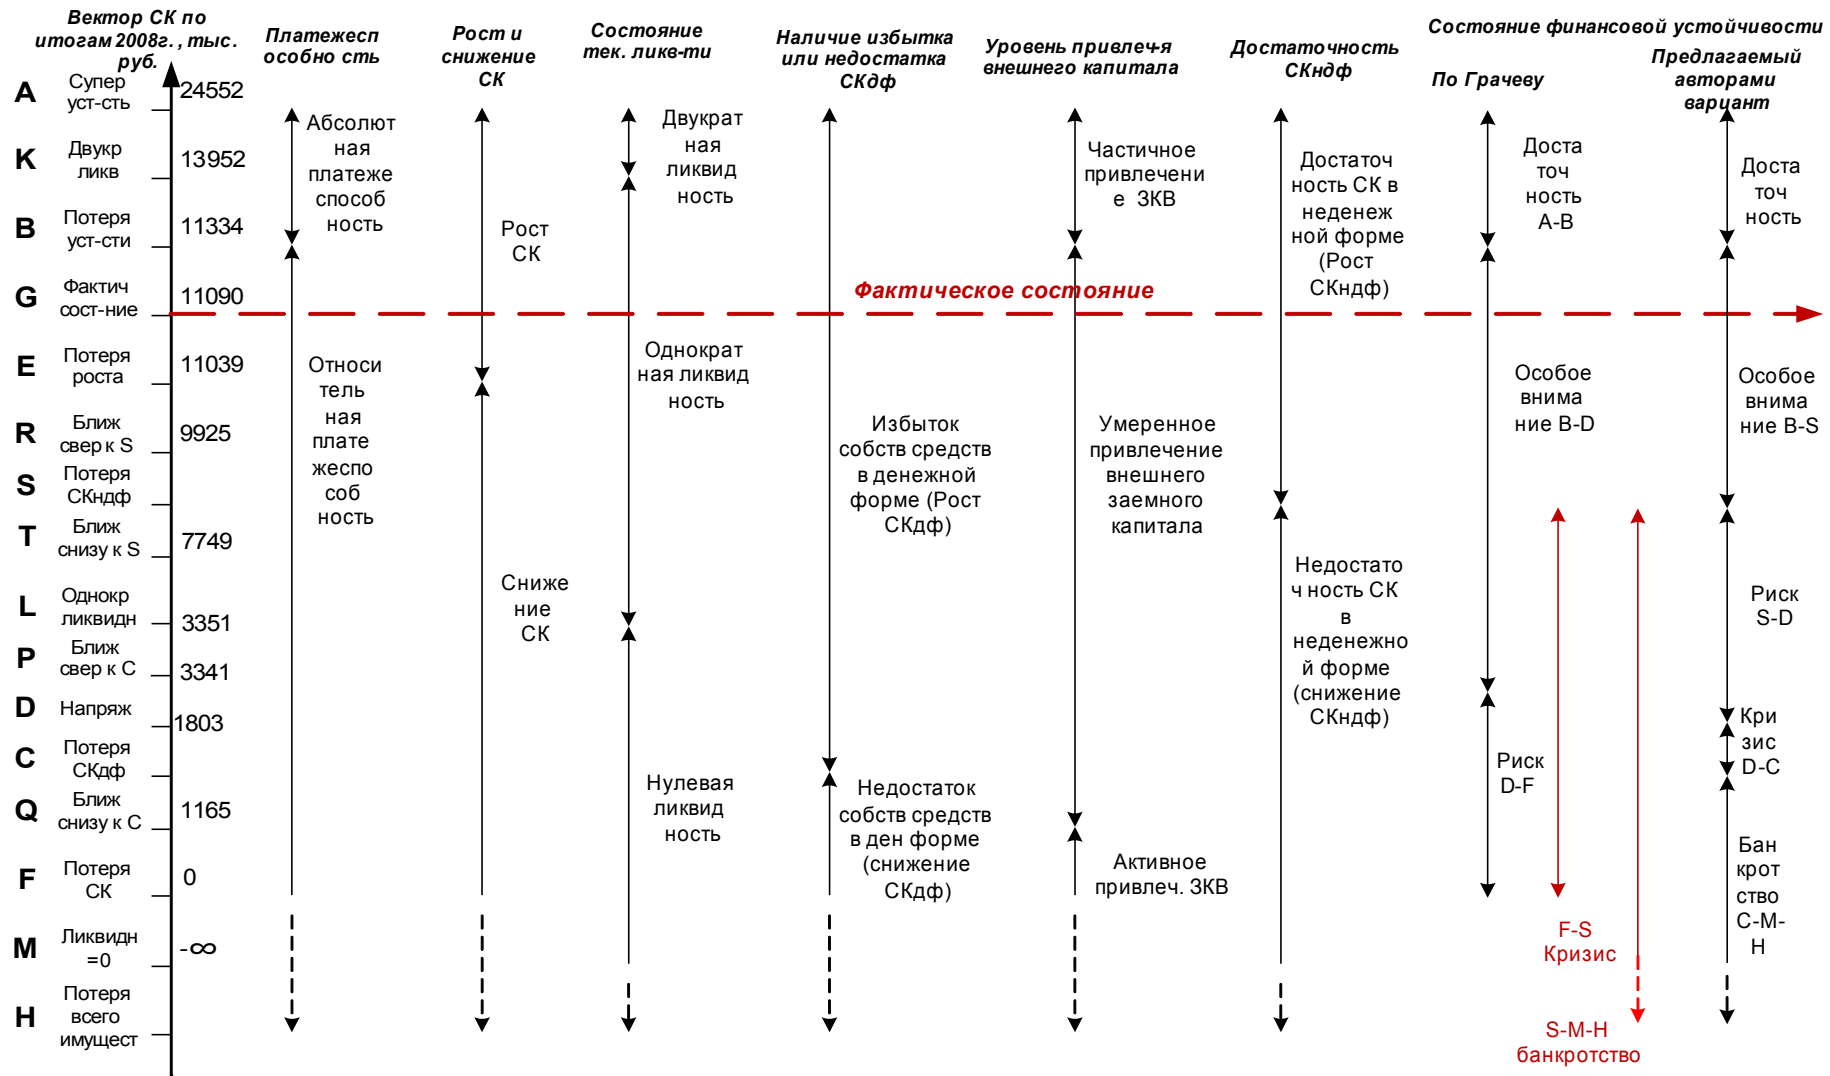 Вектор СК по
итогам 2008г. , тыс.
руб.
Платежесп
особно сть
Рост и
снижение
СК
Состояние
тек. ликв-ти
Наличие избытка
или недостатка
СКдф
Уровень привлеч-я
внешнего капитала
Достаточность
СКндф
Состояние финансовой устойчивости
По Грачеву
Предлагаемый
авторами
вариант
A
Супер
уст-сть
24552
K
Двукр
ликв
13952
B
Потеря
уст-сти
11334
G
Фактич
сост-ние
11090
E
Потеря
роста
11039
R
Ближ
свер к S
9925
S
Потеря
СКндф
T
Ближ
снизу к S
7749
L
Однокр
ликвидн
3351
P
Ближ
свер к C
3341
D
Напряж
1803
C
Потеря
СКдф
Q
Ближ
снизу к C
1165
F
Потеря
СК
0
M
Ликвидн
=0
-∞
H
Потеря
всего
имущест
Абсолют
ная
платеже
способ
ность
Относи
тель
ная
плате
жеспо
соб
ность
Рост
СК
Сниже
ние
СК
Двукрат
ная
ликвид
ность
Однократ
ная ликвид
ность
Нулевая
ликвид
ность
Фактическое состояние
Избыток
собств средств
в денежной
форме (Рост
СКдф)
Недостаток
собств средств
в ден форме
(снижение
СКдф)
Частичное
привлечени
е ЗКВ
Умеренное
привлечение
внешнего
заемного
капитала
Активное
привлеч. ЗКВ
Достаточ
ность СК в
неденеж
ной форме
(Рост
СКндф)
Недостато
ч ность СК
в
неденежно
й форме
(снижение
СКндф)
Доста
точ
ность
A-B
Особое
внима
ние B-D
Риск
D-F
F-S
Кризис
S-M-H
банкротство
Доста
точ
ность
Особое
внима
ние B-S
Риск
S-D
Кри
зис
D-C
Бан
крот
ство
C-M-
H